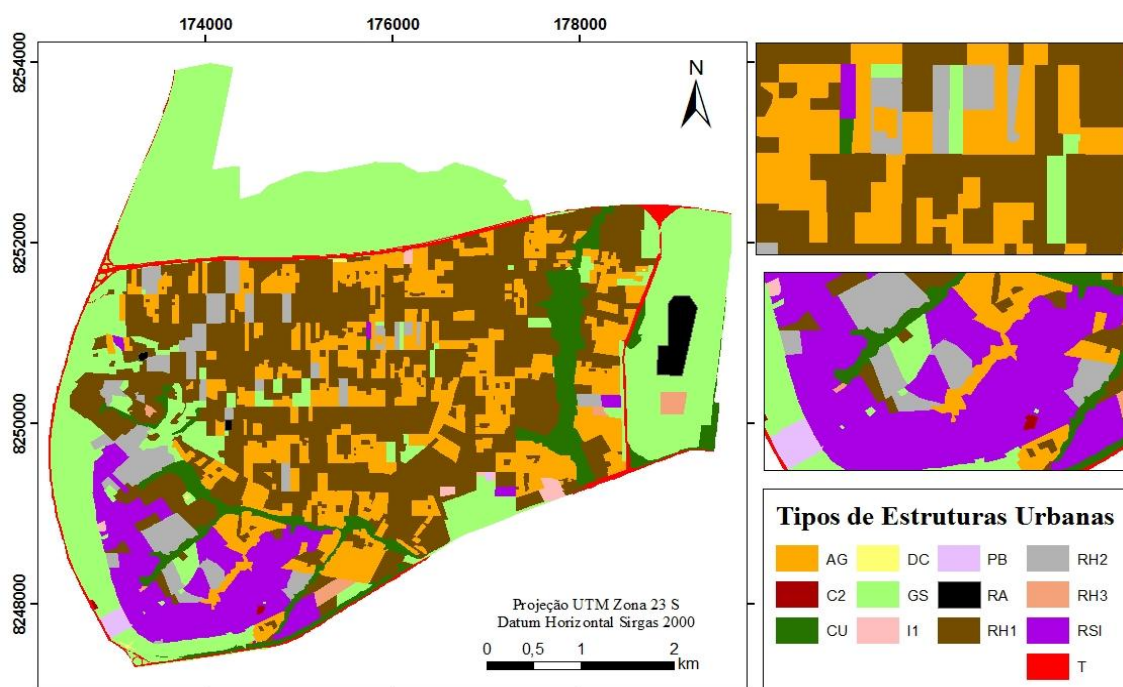 174000 176000 178000
8254000
8252000
8250000
8248000
N
Projeção UTM Zona 23 S
Datum Horizontal Sirgas 2000
0 0,5 1 2
km
Tipos de Estruturas Urbanas
AG DC PB RH2
C2 GS RA RH3
CU I1 RH1 RSI
T